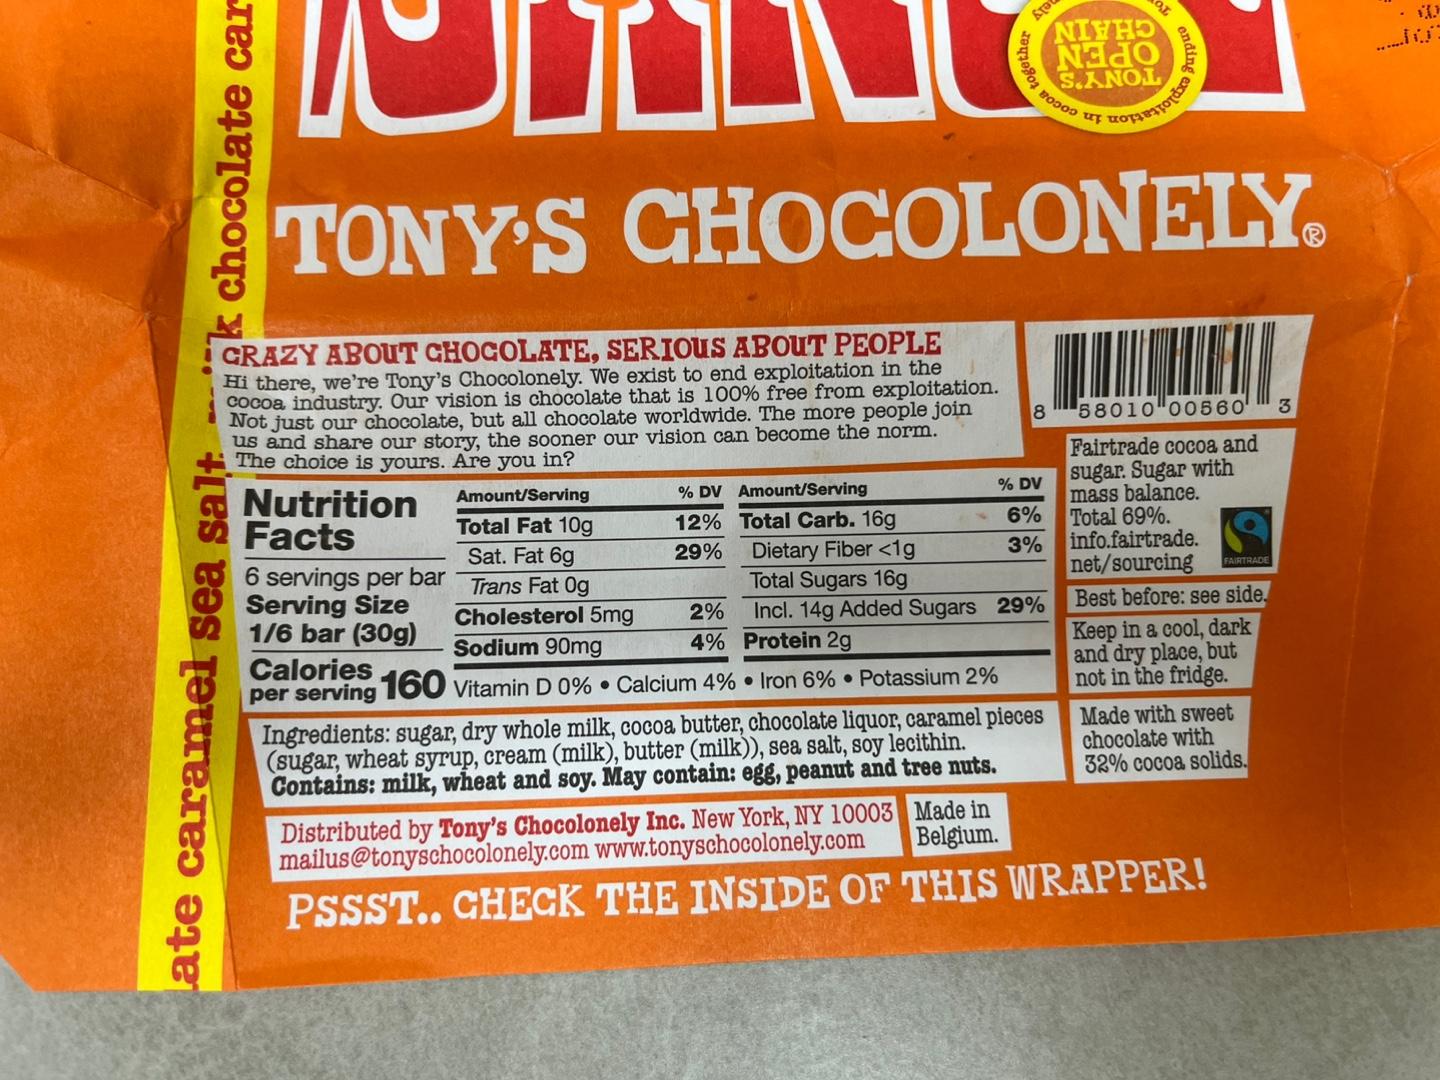 TONY'S
OPEN
CHAIN
together
ending exploitation in cocoa
TONY'S CHOCOLONELY®
milk chocolate car
ate caramel sea salt
CRAZY ABOUT CHOCOLATE, SERIOUS ABOUT PEOPLE
Hi there, we're Tony's Chocolonely. We exist to end exploitation in the
cocoa industry. Our vision is chocolate that is 100% free from exploitation.
Not just our chocolate, but all chocolate worldwide. The more people join
us and share our story, the sooner our vision can become the norm.
The choice is yours. Are you in?
8 58010 00560 3
Nutrition
Facts
6 servings per bar
Serving Size
1/6 bar (30g)
Calories
per serving 160
Amount/Serving % DV
Total Fat 10g 12%
Sat. Fat 6g 29%
Trans Fat 0g
Cholesterol 5mg 2%
Sodium 90mg 4%
Amount/Serving % DV
Total Carb. 16g 6%
Dietary Fiber <1g 3%
Total Sugars 16g
Incl. 14g Added Sugars 29%
Protein 2g
Vitamin D 0% • Calcium 4% • Iron 6% • Potassium 2%
Fairtrade cocoa and
sugar. Sugar with
mass balance.
Total 69%.
info.fairtrade.
net/sourcing
FAIRTRADE
Best before: see side.
Keep in a cool, dark
and dry place, but
not in the fridge.
Made with sweet
chocolate with
32% cocoa solids.
Ingredients: sugar, dry whole milk, cocoa butter, chocolate liquor, caramel pieces
(sugar, wheat syrup, cream (milk), butter (milk)), sea salt, soy lecithin.
Contains: milk, wheat and soy. May contain: egg, peanut and tree nuts.
Distributed by Tony's Chocolonely Inc. New York, NY 10003
mailus@tonyschocolonely.com www.tonyschocolonely.com
Made in
Belgium.
PSSST.. CHECK THE INSIDE OF THIS WRAPPER!